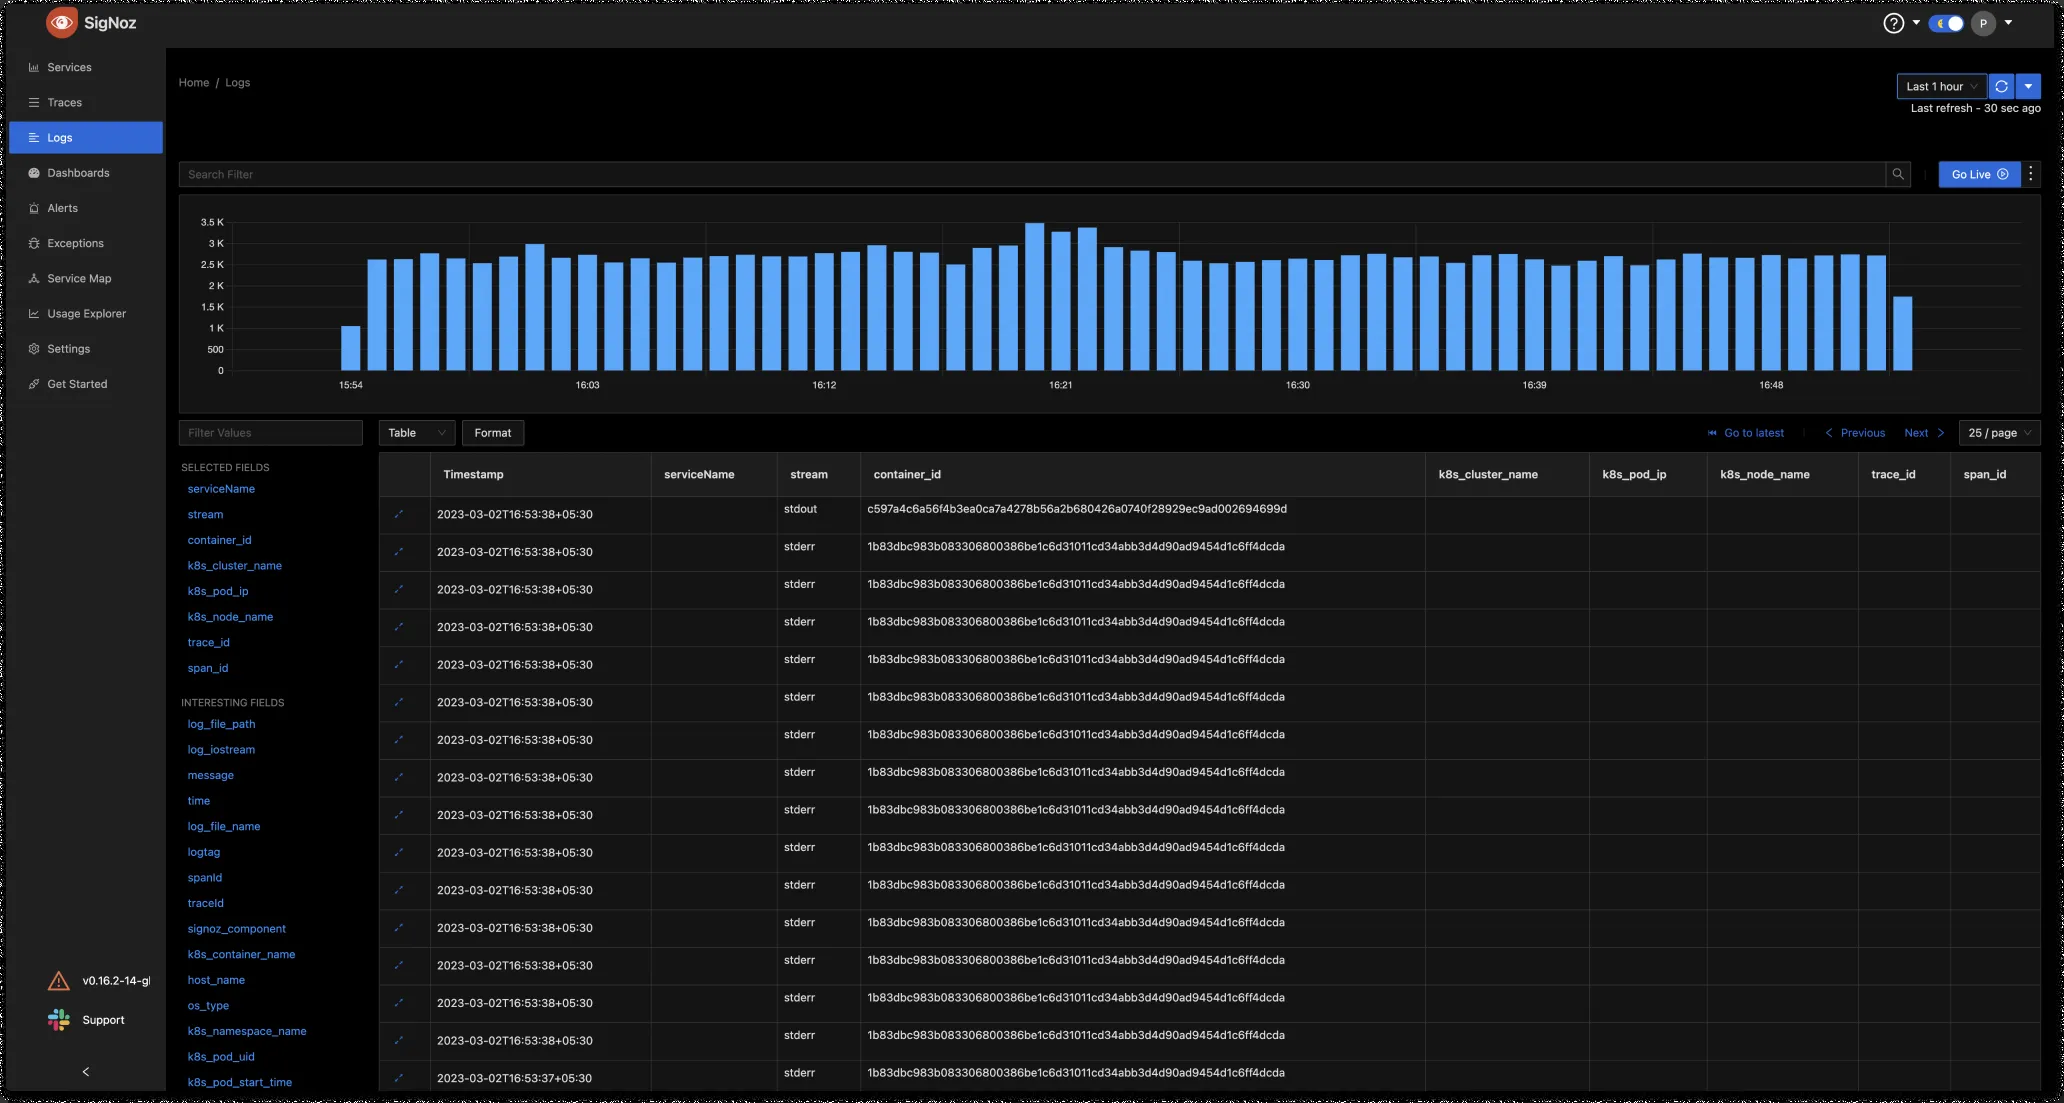 SigNoz
P
Services
Traces
Logs
Dashboards
Alerts
Exceptions
Service Map
Usage Explorer
Settings
Get Started
v0.16.2-14-g
Support
Home / Logs
Last 1 hour
Last refresh - 30 sec ago
Search Filter
Go Live
3.5 K
3 K
2.5 K
2 K
1.5 K
1 K
500
0
15:54 16:03 16:12 16:21 16:30 16:39 16:48
Filter Values
Table
Format
Go to latest
Previous
Next
25 / page
SELECTED FIELDS
serviceName
stream
container_id
k8s_cluster_name
k8s_pod_ip
k8s_node_name
trace_id
span_id
INTERESTING FIELDS
log_file_path
log_iostream
message
time
log_file_name
logtag
spanId
traceId
signoz_component
k8s_container_name
host_name
os_type
k8s_namespace_name
k8s_pod_uid
k8s_pod_start_time
Timestamp serviceName stream container_id k8s_cluster_name k8s_pod_ip k8s_node_name trace_id span_id
2023-03-02T16:53:38+05:30 stdout c597a4c6a56f4b3ea0ca7a4278b56a2b680426a0740f28929ec9ad002694699d
2023-03-02T16:53:38+05:30 stderr 1b83dbc983b083306800386be1c6d31011cd34abb3d4d90ad9454d1c6ff4dcda
2023-03-02T16:53:38+05:30 stderr 1b83dbc983b083306800386be1c6d31011cd34abb3d4d90ad9454d1c6ff4dcda
2023-03-02T16:53:38+05:30 stderr 1b83dbc983b083306800386be1c6d31011cd34abb3d4d90ad9454d1c6ff4dcda
2023-03-02T16:53:38+05:30 stderr 1b83dbc983b083306800386be1c6d31011cd34abb3d4d90ad9454d1c6ff4dcda
2023-03-02T16:53:38+05:30 stderr 1b83dbc983b083306800386be1c6d31011cd34abb3d4d90ad9454d1c6ff4dcda
2023-03-02T16:53:38+05:30 stderr 1b83dbc983b083306800386be1c6d31011cd34abb3d4d90ad9454d1c6ff4dcda
2023-03-02T16:53:38+05:30 stderr 1b83dbc983b083306800386be1c6d31011cd34abb3d4d90ad9454d1c6ff4dcda
2023-03-02T16:53:38+05:30 stderr 1b83dbc983b083306800386be1c6d31011cd34abb3d4d90ad9454d1c6ff4dcda
2023-03-02T16:53:38+05:30 stderr 1b83dbc983b083306800386be1c6d31011cd34abb3d4d90ad9454d1c6ff4dcda
2023-03-02T16:53:38+05:30 stderr 1b83dbc983b083306800386be1c6d31011cd34abb3d4d90ad9454d1c6ff4dcda
2023-03-02T16:53:38+05:30 stderr 1b83dbc983b083306800386be1c6d31011cd34abb3d4d90ad9454d1c6ff4dcda
2023-03-02T16:53:38+05:30 stderr 1b83dbc983b083306800386be1c6d31011cd34abb3d4d90ad9454d1c6ff4dcda
2023-03-02T16:53:38+05:30 stderr 1b83dbc983b083306800386be1c6d31011cd34abb3d4d90ad9454d1c6ff4dcda
2023-03-02T16:53:38+05:30 stderr 1b83dbc983b083306800386be1c6d31011cd34abb3d4d90ad9454d1c6ff4dcda
2023-03-02T16:53:37+05:30 stderr 1b83dbc983b083306800386be1c6d31011cd34abb3d4d90ad9454d1c6ff4dcda